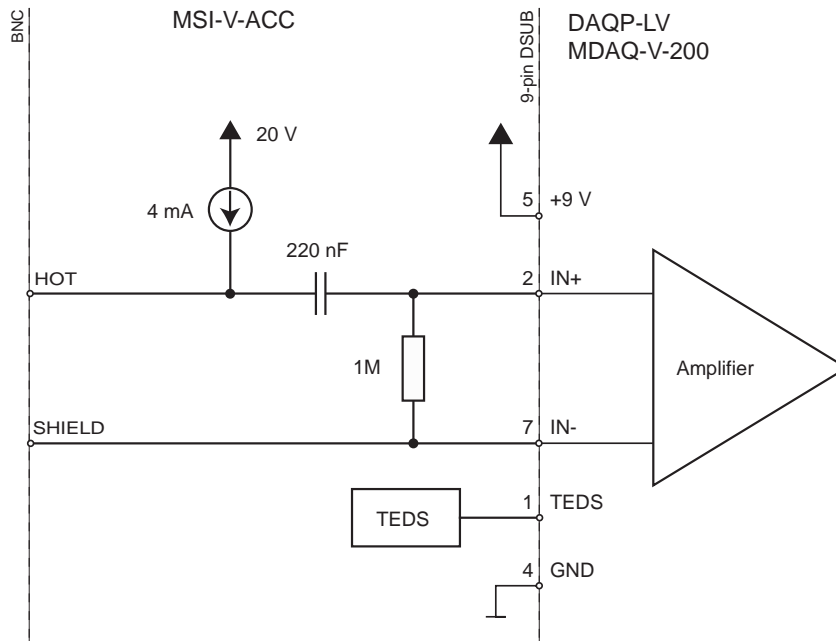 BNC
MSI-V-ACC
9-pin DSUB
DAQP-LV
MDAQ-V-200
20 V
4 mA
5 +9 V
220 nF
HOT
2 IN+
1M
Amplifier
SHIELD
7 IN-
TEDS
1 TEDS
4 GND